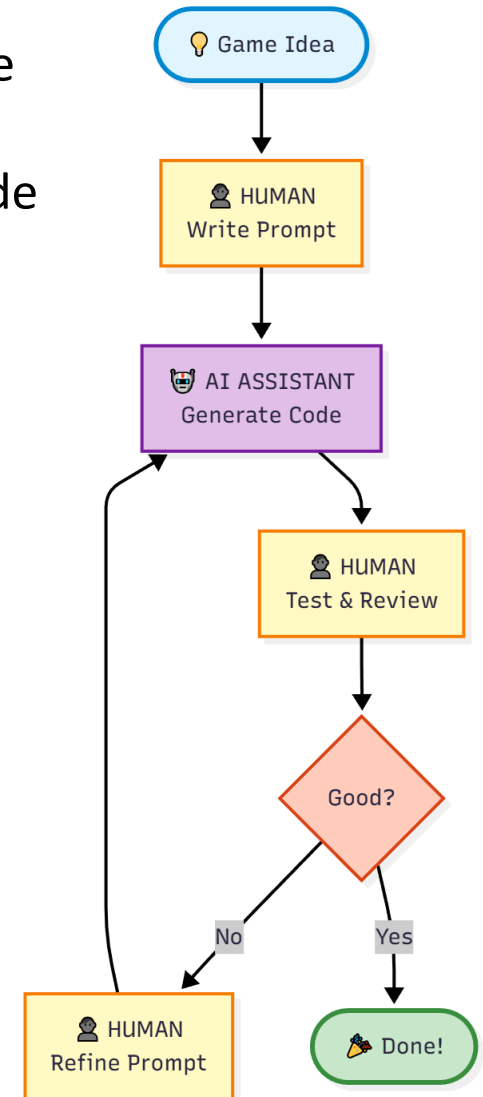 e
de
💡 Game Idea
👤 HUMAN
Write Prompt
🤖 AI ASSISTANT
Generate Code
👤 HUMAN
Test & Review
Good?
No
Yes
👤 HUMAN
Refine Prompt
🎉 Done!